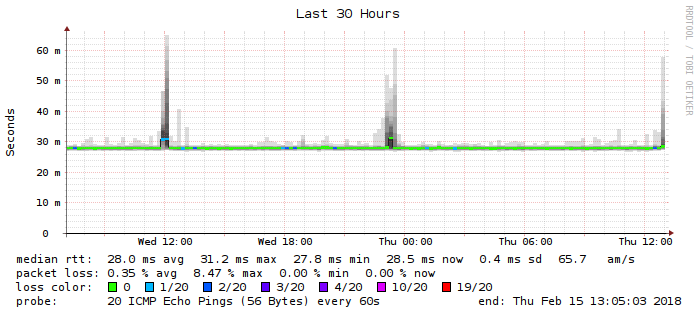 Last 30 Hours
RRDTOOL / TOBI OETIKER
Seconds
60 m
50 m
40 m
30 m
20 m
10 m
0
Wed 12:00 Wed 18:00 Thu 00:00 Thu 06:00 Thu 12:00
median rtt: 28.0 ms avg 31.2 ms max 27.8 ms min 28.5 ms now 0.4 ms sd 65.7 am/s
packet loss: 0.35 % avg 8.47 % max 0.00 % min 0.00 % now
loss color: 0 1/20 2/20 3/20 4/20 10/20 19/20
probe: 20 ICMP Echo Pings (56 Bytes) every 60s end: Thu Feb 15 13:05:03 2018